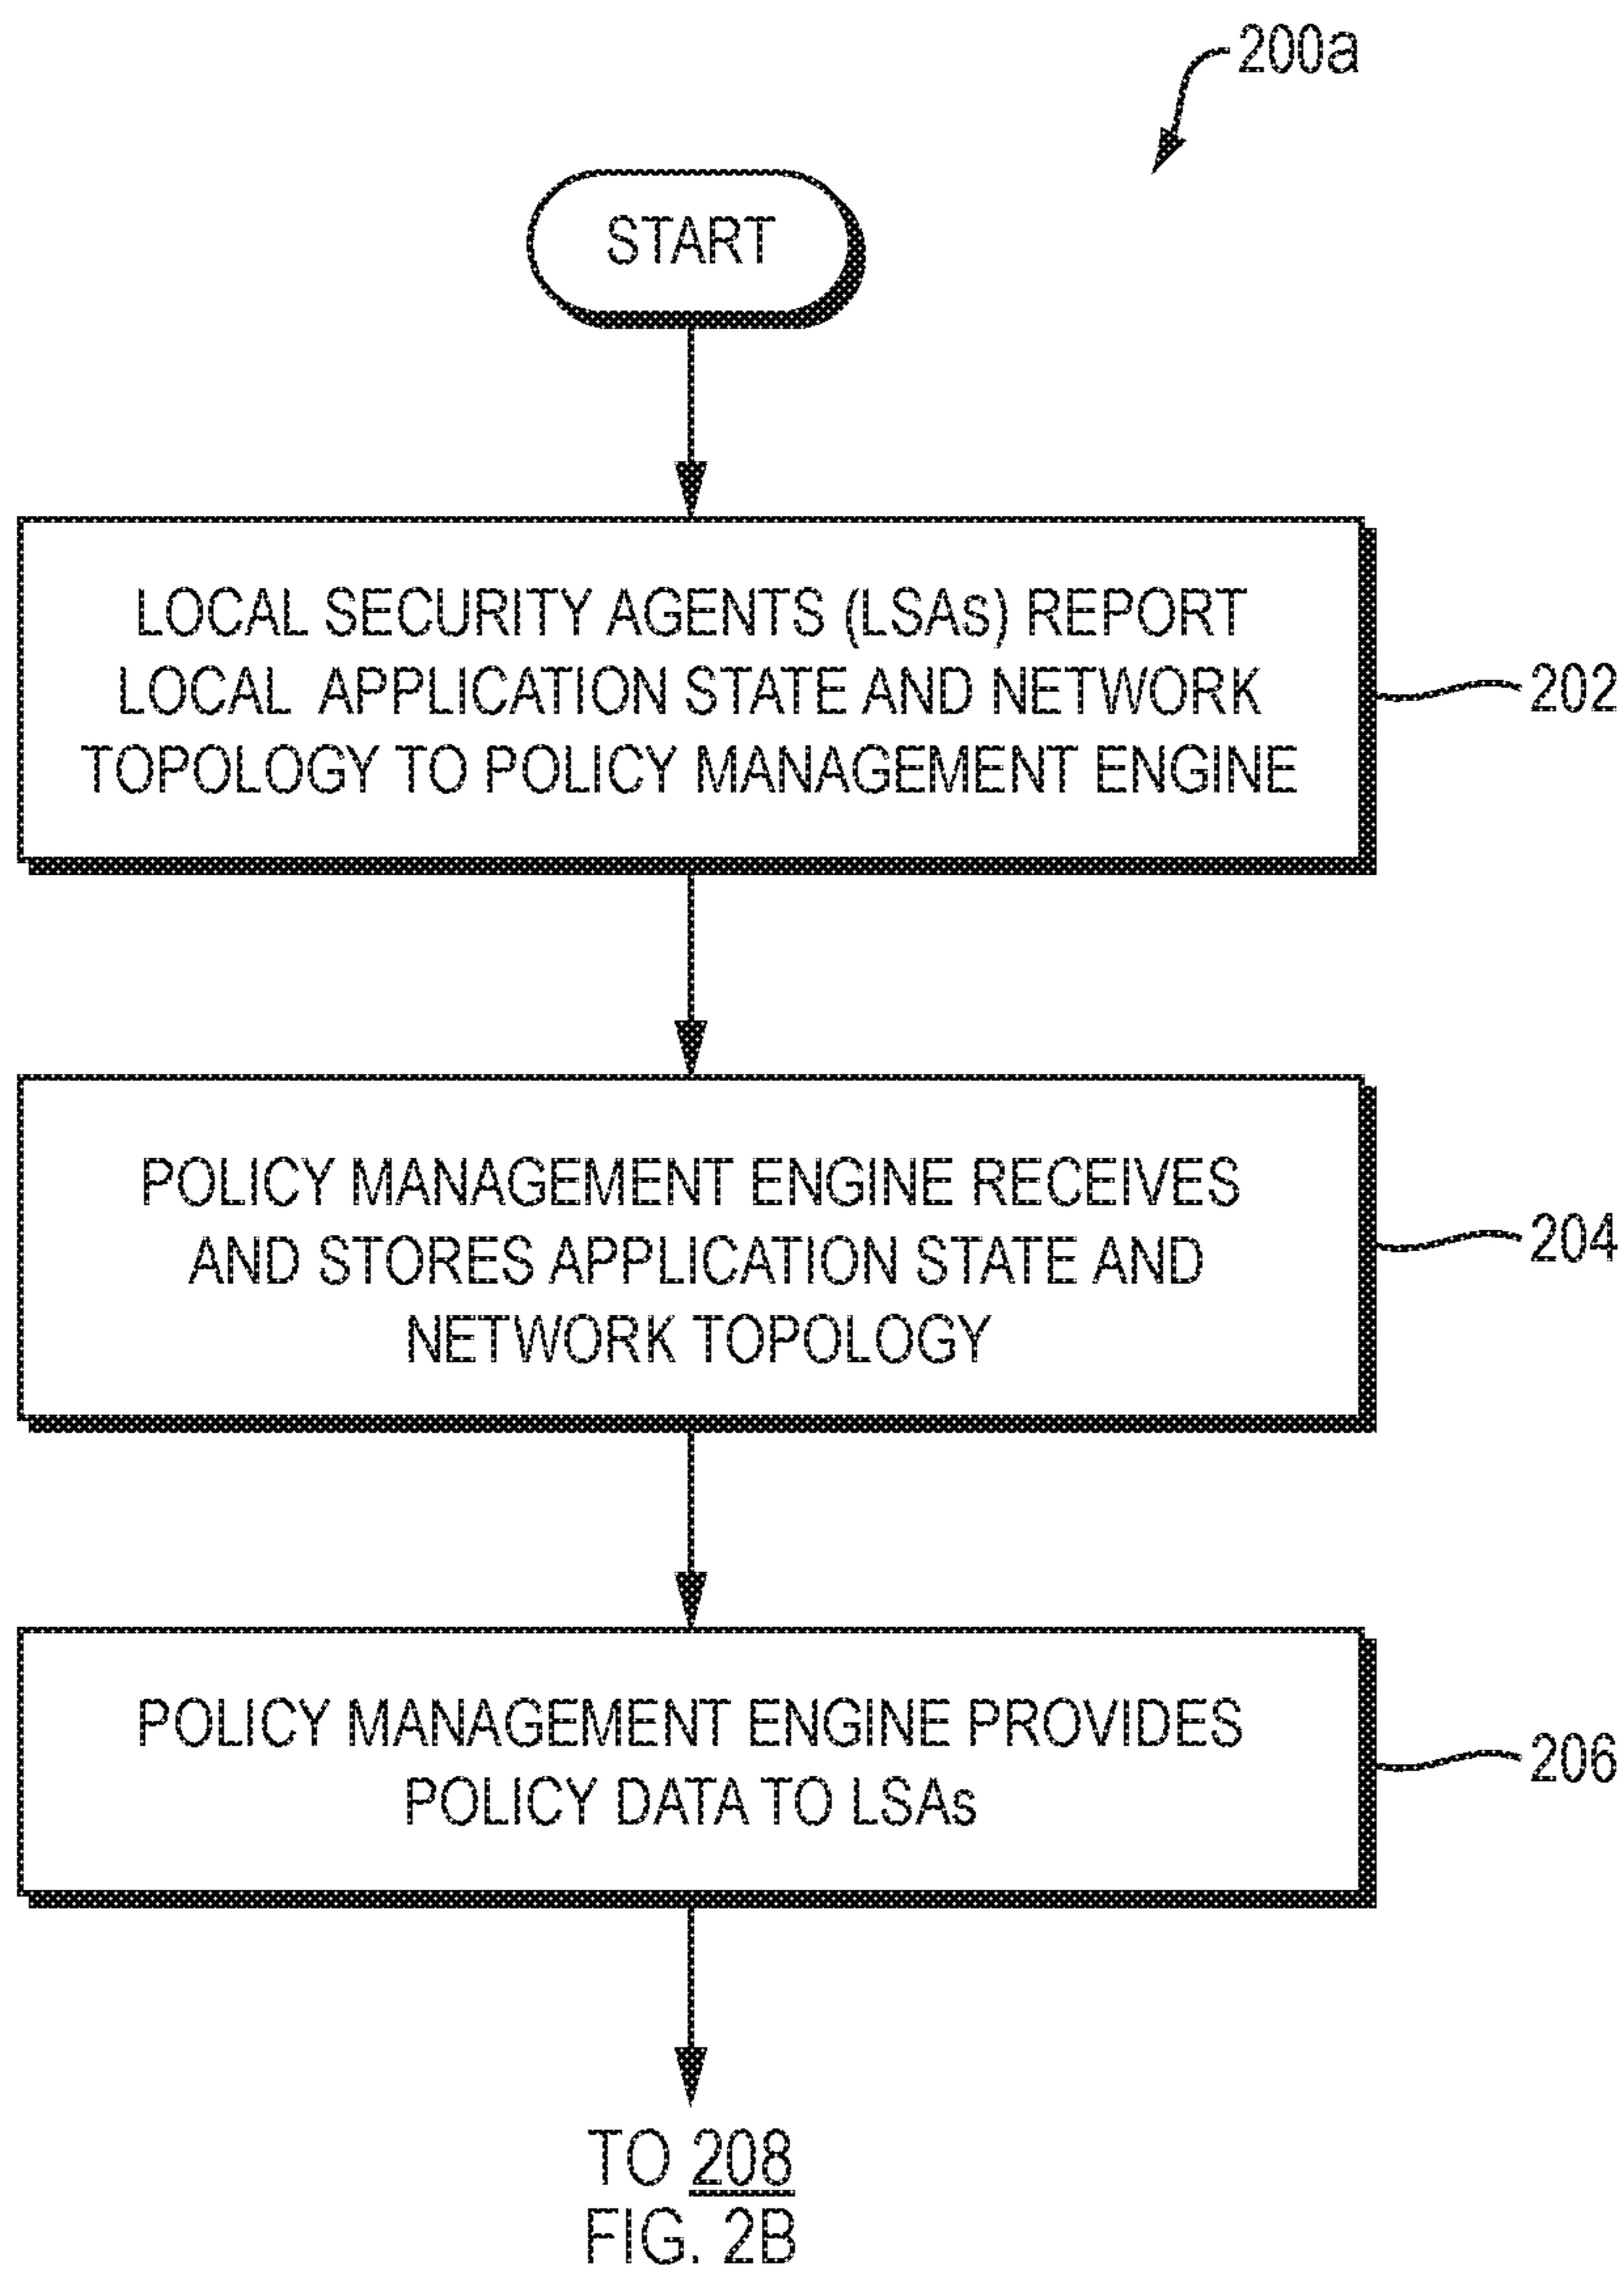 200a
START
LOCAL SECURITY AGENTS (LSAs) REPORT
LOCAL APPLICATION STATE AND NETWORK
TOPOLOGY TO POLICY MANAGEMENT ENGINE
202
POLICY MANAGEMENT ENGINE RECEIVES
AND STORES APPLICATION STATE AND
NETWORK TOPOLOGY
204
POLICY MANAGEMENT ENGINE PROVIDES
POLICY DATA TO LSAs
206
TO 208
FIG. 2B